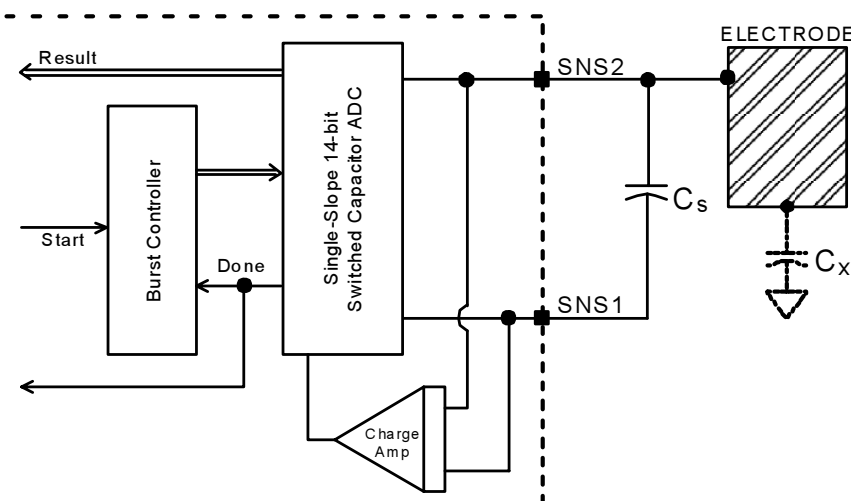 ELECTRODE
Result
SNS2
Single-Slope 14-bit
Switched Capacitor ADC
Burst Controller
Cs
Start
Done
Cx
SNS1
Charge
Amp